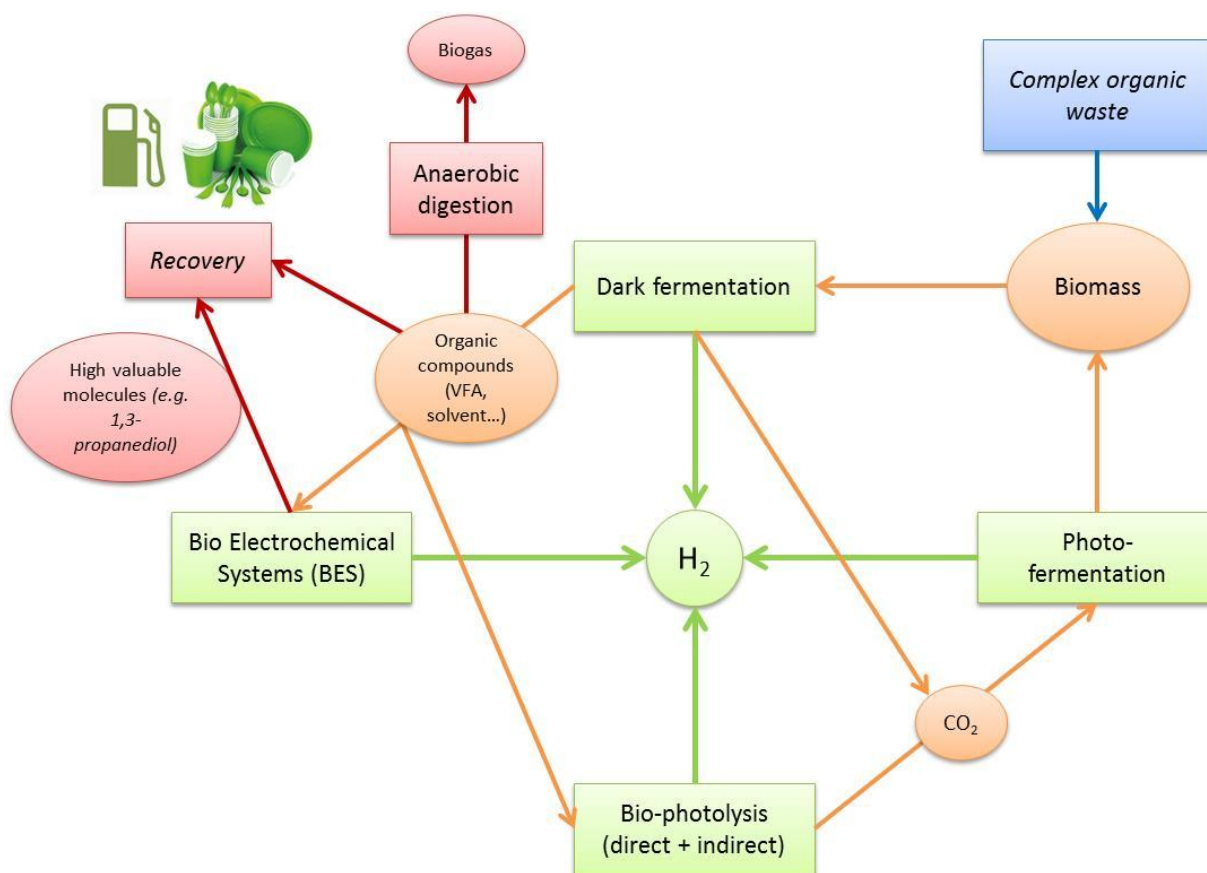 Biogas
Complex organic
waste
Anaerobic
digestion
Recovery
Dark fermentation
Biomass
Organic
compounds
(VFA,
solvent...)
High valuable
molecules (e.g.
1,3-
propanediol)
Bio Electrochemical
Systems (BES)
H₂
Photo-
fermentation
CO₂
Bio-photolysis
(direct + indirect)